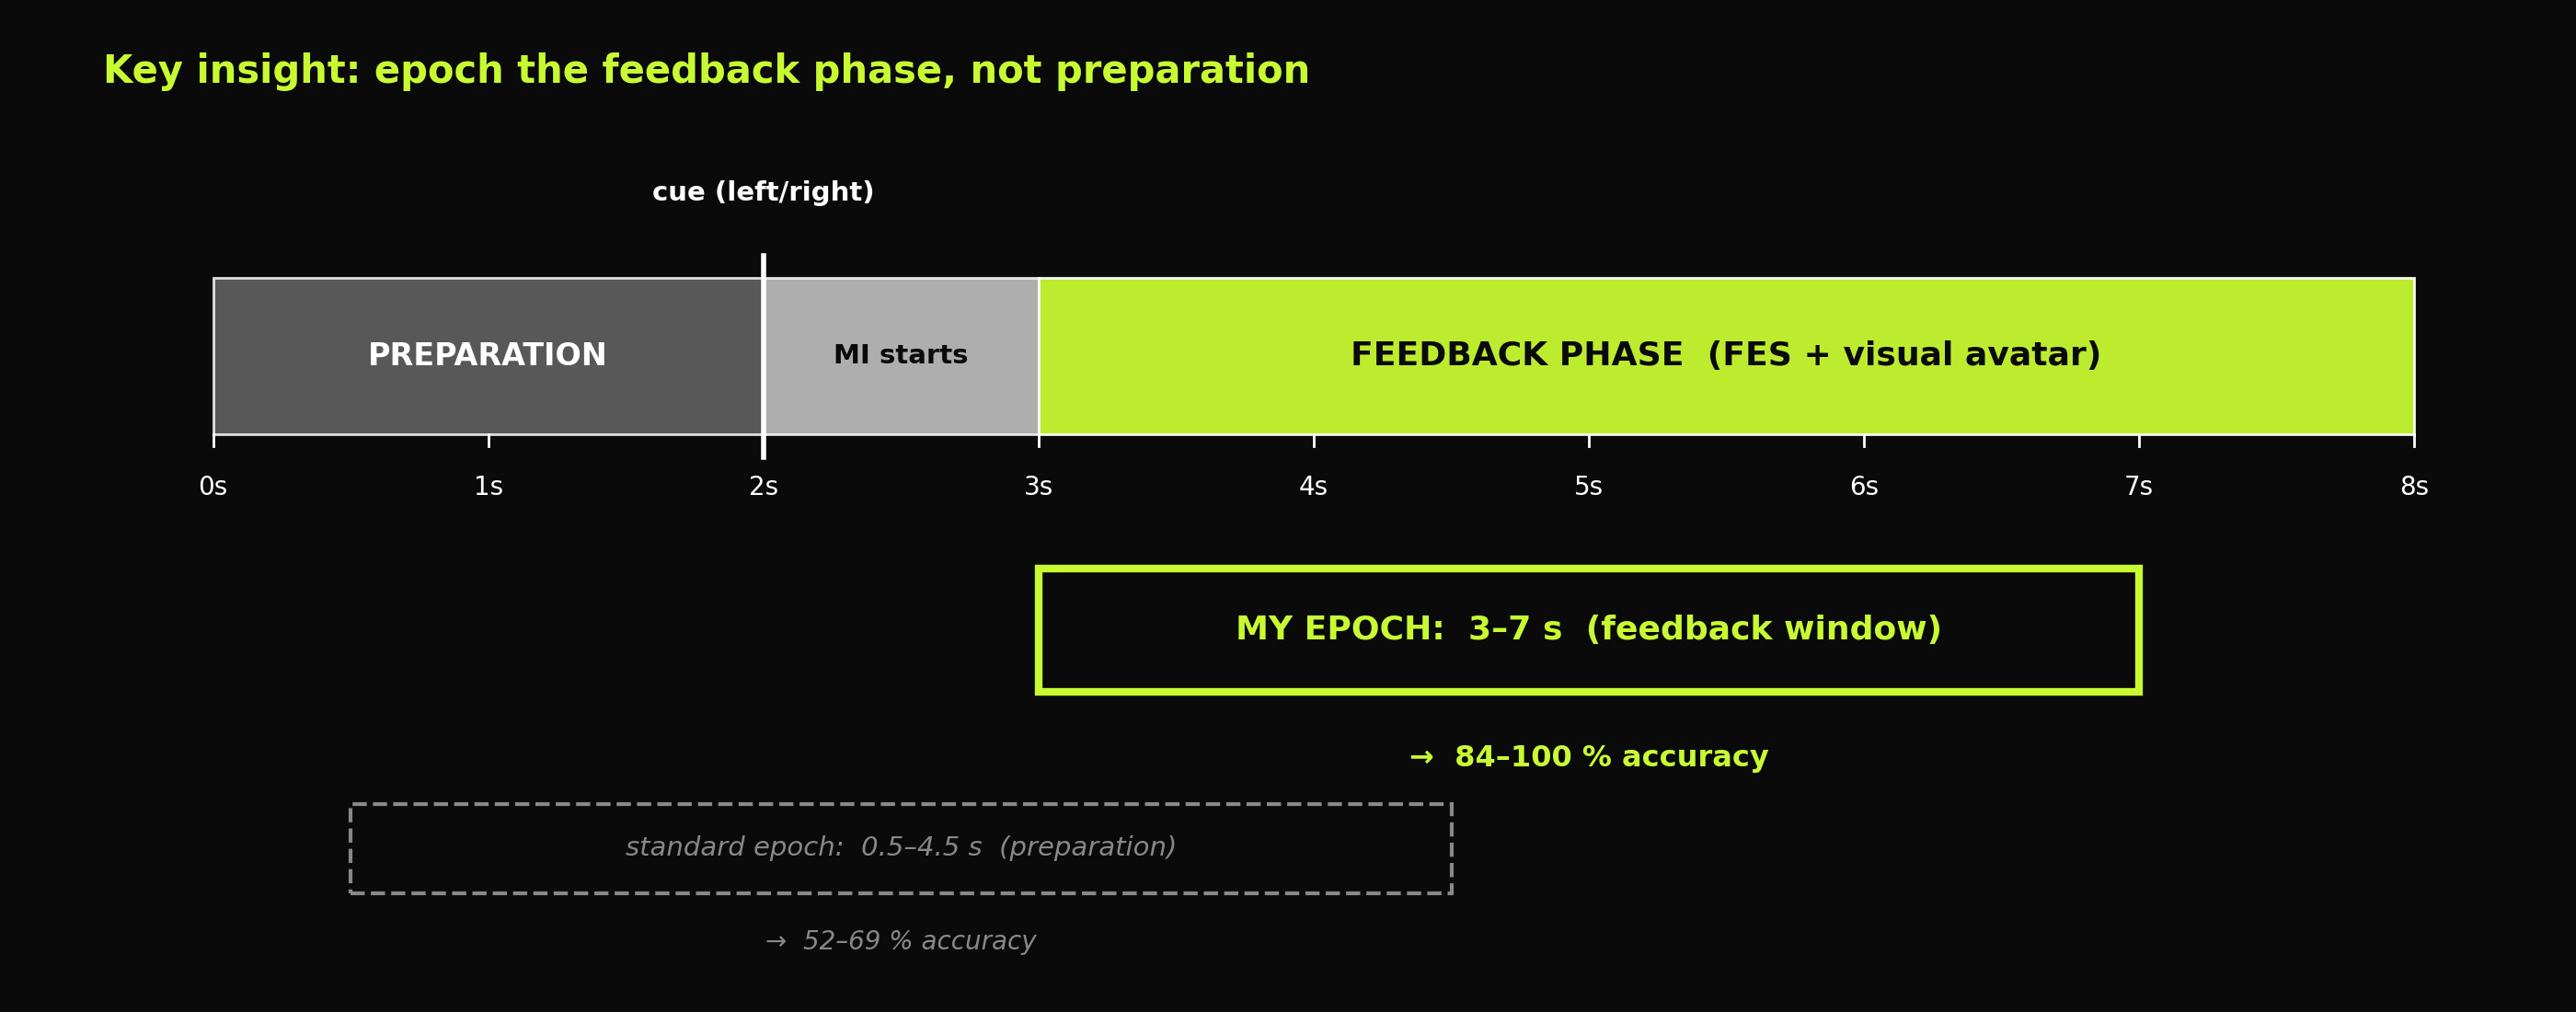 Key insight: epoch the feedback phase, not preparation
cue (left/right)
PREPARATION
MI starts
FEEDBACK PHASE  (FES + visual avatar)
0s
1s
2s
3s
4s
5s
6s
7s
8s
MY EPOCH:  3–7 s  (feedback window)
→  84–100 % accuracy
standard epoch:  0.5–4.5 s  (preparation)
→  52–69 % accuracy